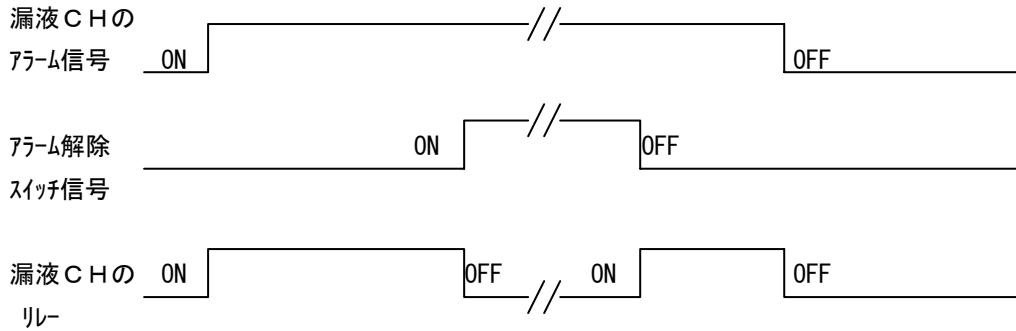 漏液ＣＨの
ｱﾗｰﾑ信号 ON OFF
ｱﾗｰﾑ解除 ON OFF
ｽｲｯﾁ信号
漏液ＣＨの ON OFF ON OFF
ﾘﾚｰ